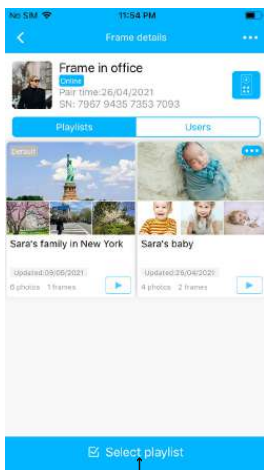 No SIM 11:54 PM
Frame details
Frame in office
Online
Pair time:26/04/2021
SN: 7967 9435 7353 7093
Playlists Users
Default
Sara's family in New York Sara's baby
Updated:09/05/2021 Updated:26/04/2021
6 photos 1 frames 4 photos 2 frames
Select playlist